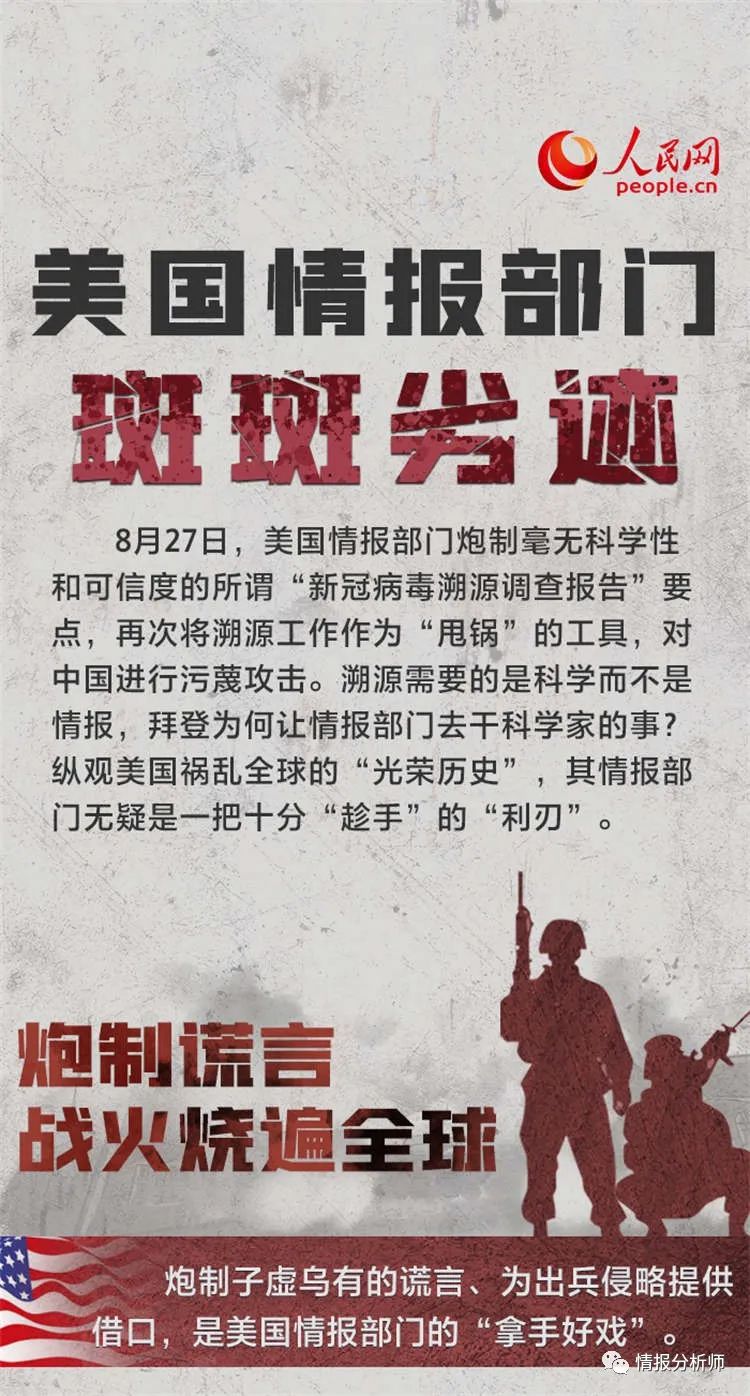 人民网
people.cn
美国情报部门
斑斑劣迹
8月27日，美国情报部门炮制毫无科学性
和可信度的所谓“新冠病毒溯源调查报告”要
点，再次将溯源工作作为“甩锅”的工具，对
中国进行污蔑攻击。溯源需要的是科学而不是
情报，拜登为何让情报部门去干科学家的事？
纵观美国祸乱全球的“光荣历史”，其情报部
门无疑是一把十分“趁手”的“利刃”。
炮制谎言
战火烧遍全球
炮制子虚乌有的谎言、为出兵侵略提供
借口，是美国情报部门的“拿手好戏”。
情报分析师